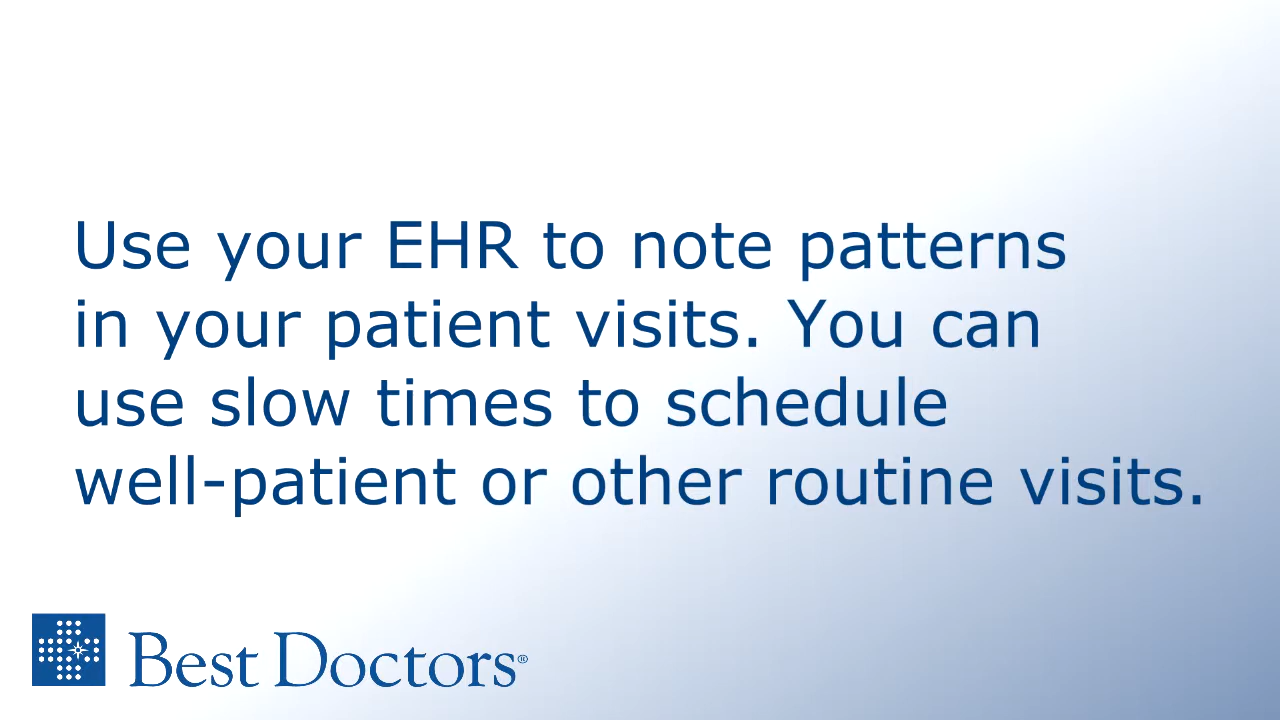 Use your EHR to note patterns
in your patient visits. You can
use slow times to schedule
well-patient or other routine visits.
Best Doctors®